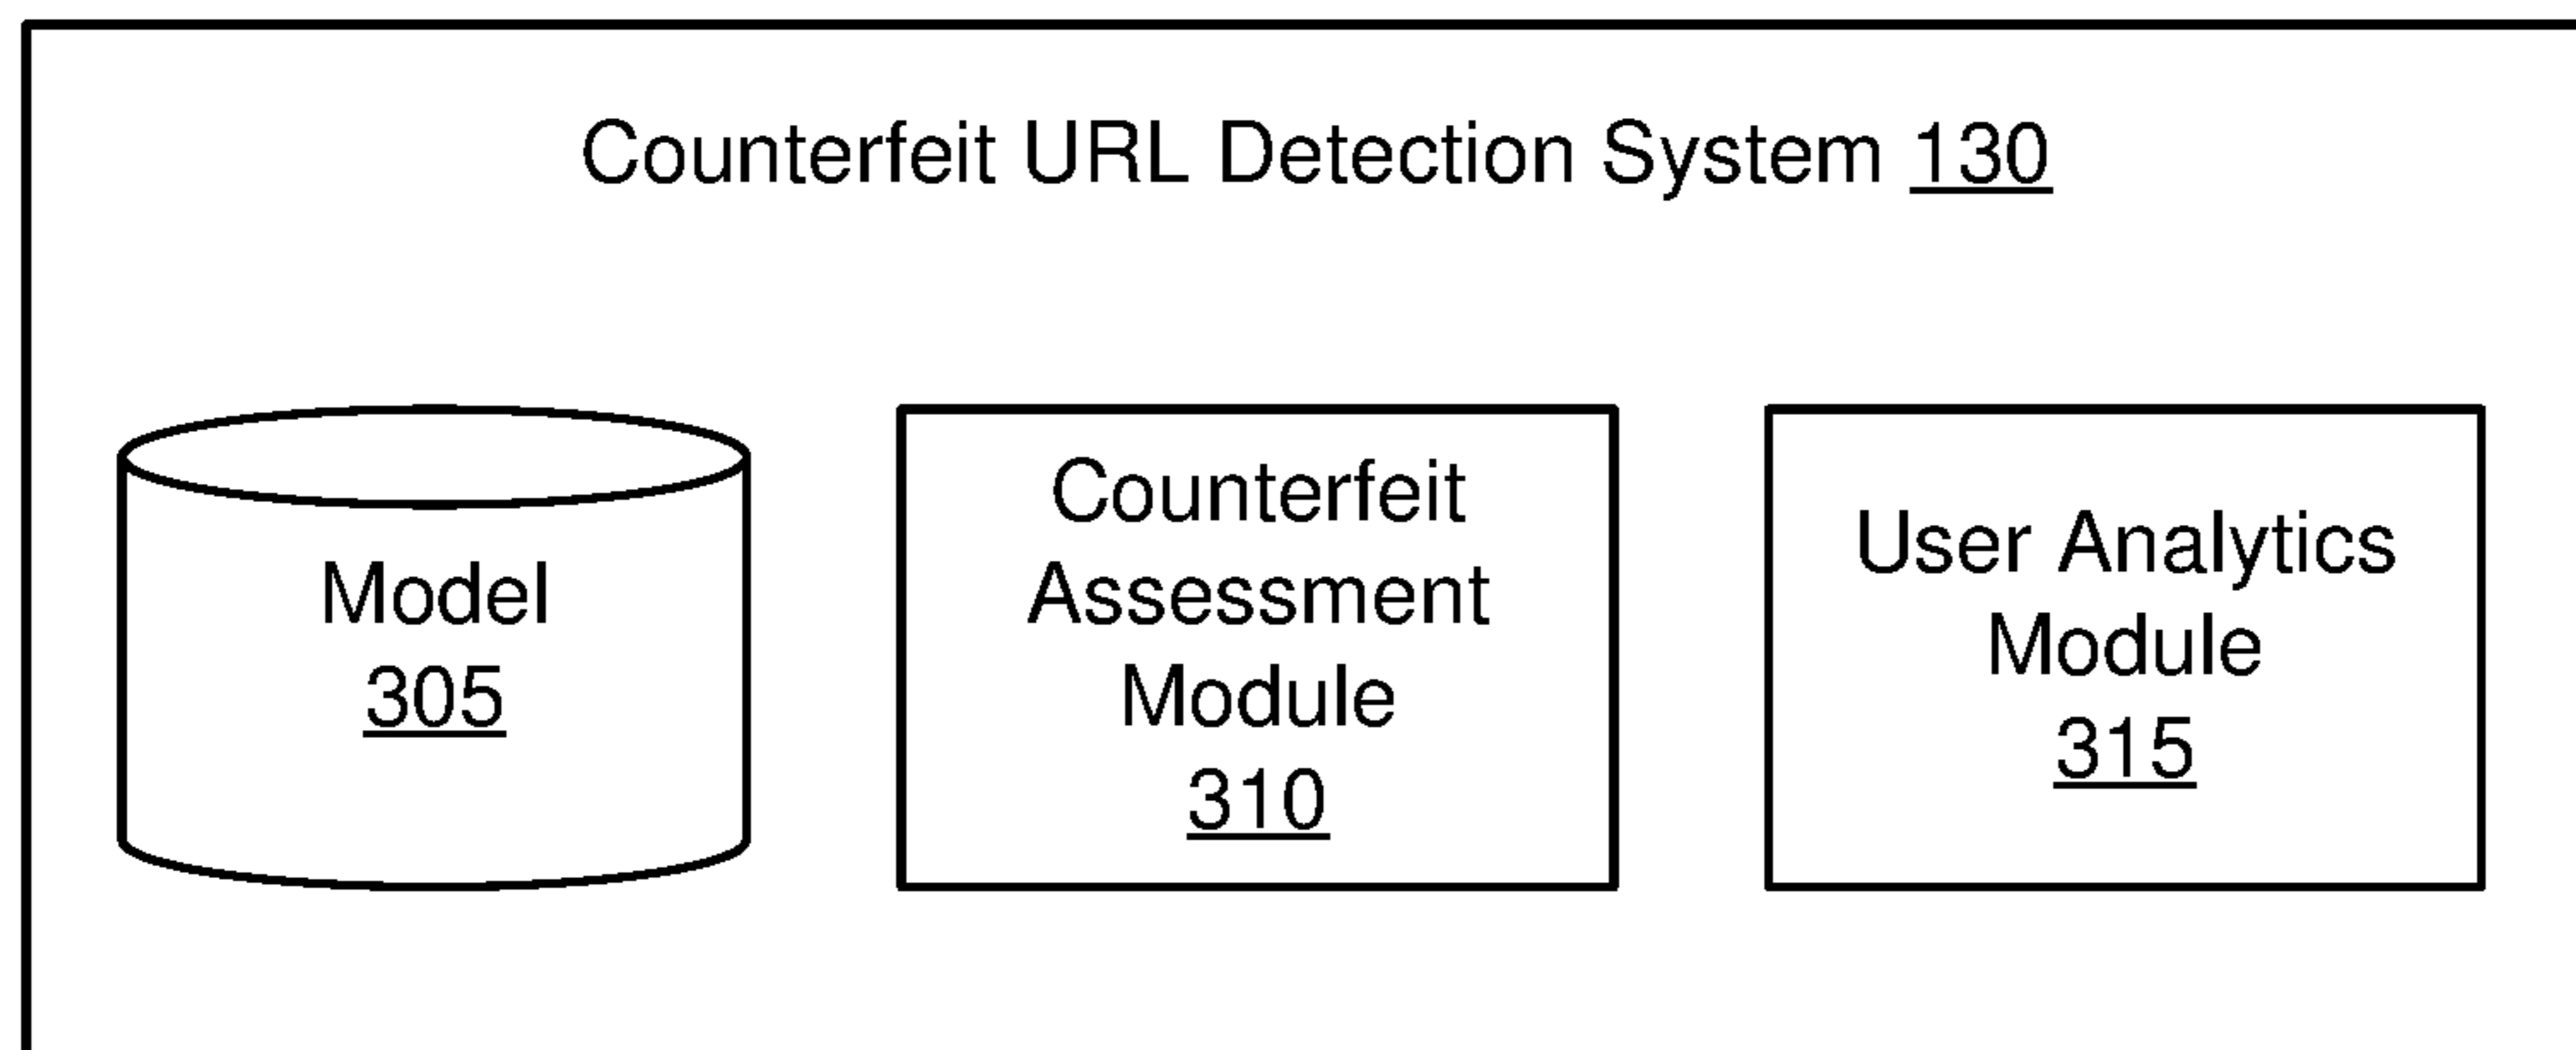 Counterfeit URL Detection System 130
Model
305
Counterfeit
Assessment
Module
310
User Analytics
Module
315